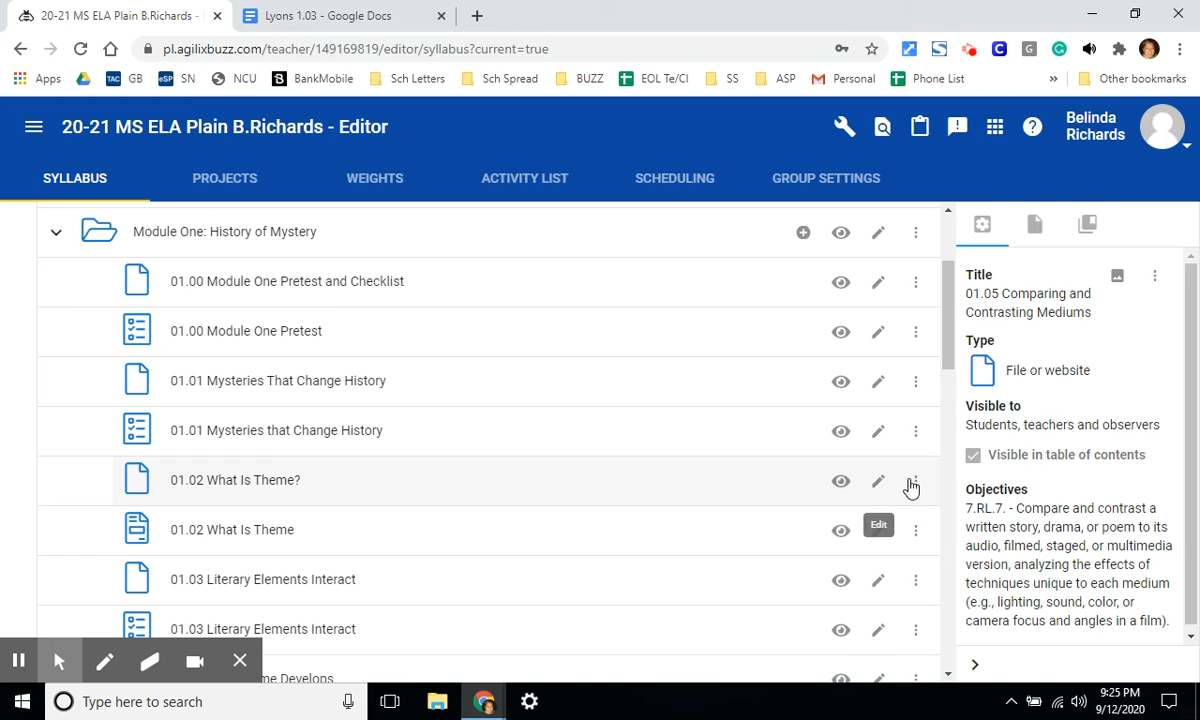 20-21 MS ELA Plain B.Richards -
Lyons 1.03 - Google Docs
pl.agilixbuzz.com/teacher/149169819/editor/syllabus?current=true
Apps
TAC GB
eSP SN
NCU
B BankMobile
Sch Letters
Sch Spread
BUZZ
EOL Te/CI
SS
ASP
Personal
Phone List
»
Other bookmarks
20-21 MS ELA Plain B.Richards - Editor
Belinda
Richards
SYLLABUS
PROJECTS
WEIGHTS
ACTIVITY LIST
SCHEDULING
GROUP SETTINGS
Module One: History of Mystery
01.00 Module One Pretest and Checklist
01.00 Module One Pretest
01.01 Mysteries That Change History
01.01 Mysteries that Change History
01.02 What Is Theme?
Edit
01.02 What Is Theme
01.03 Literary Elements Interact
01.03 Literary Elements Interact
me Develops
Title
01.05 Comparing and
Contrasting Mediums
Type
File or website
Visible to
Students, teachers and observers
Visible in table of contents
Objectives
7.RL.7. - Compare and contrast a
written story, drama, or poem to its
audio, filmed, staged, or multimedia
version, analyzing the effects of
techniques unique to each medium
(e.g., lighting, sound, color, or
camera focus and angles in a film).
Type here to search
9:25 PM
9/12/2020